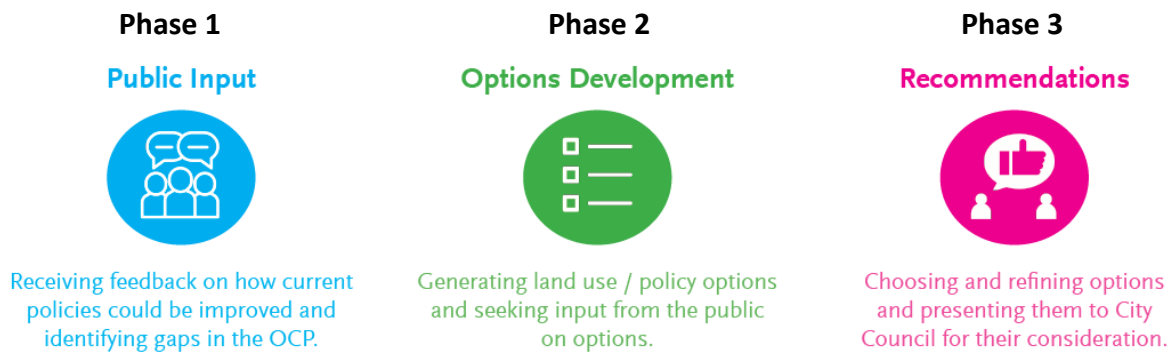 Phase 1
Public Input
Receiving feedback on how current
policies could be improved and
identifying gaps in the OCP.
Phase 2
Options Development
Generating land use / policy options
and seeking input from the public
on options.
Phase 3
Recommendations
Choosing and refining options
and presenting them to City
Council for their consideration.